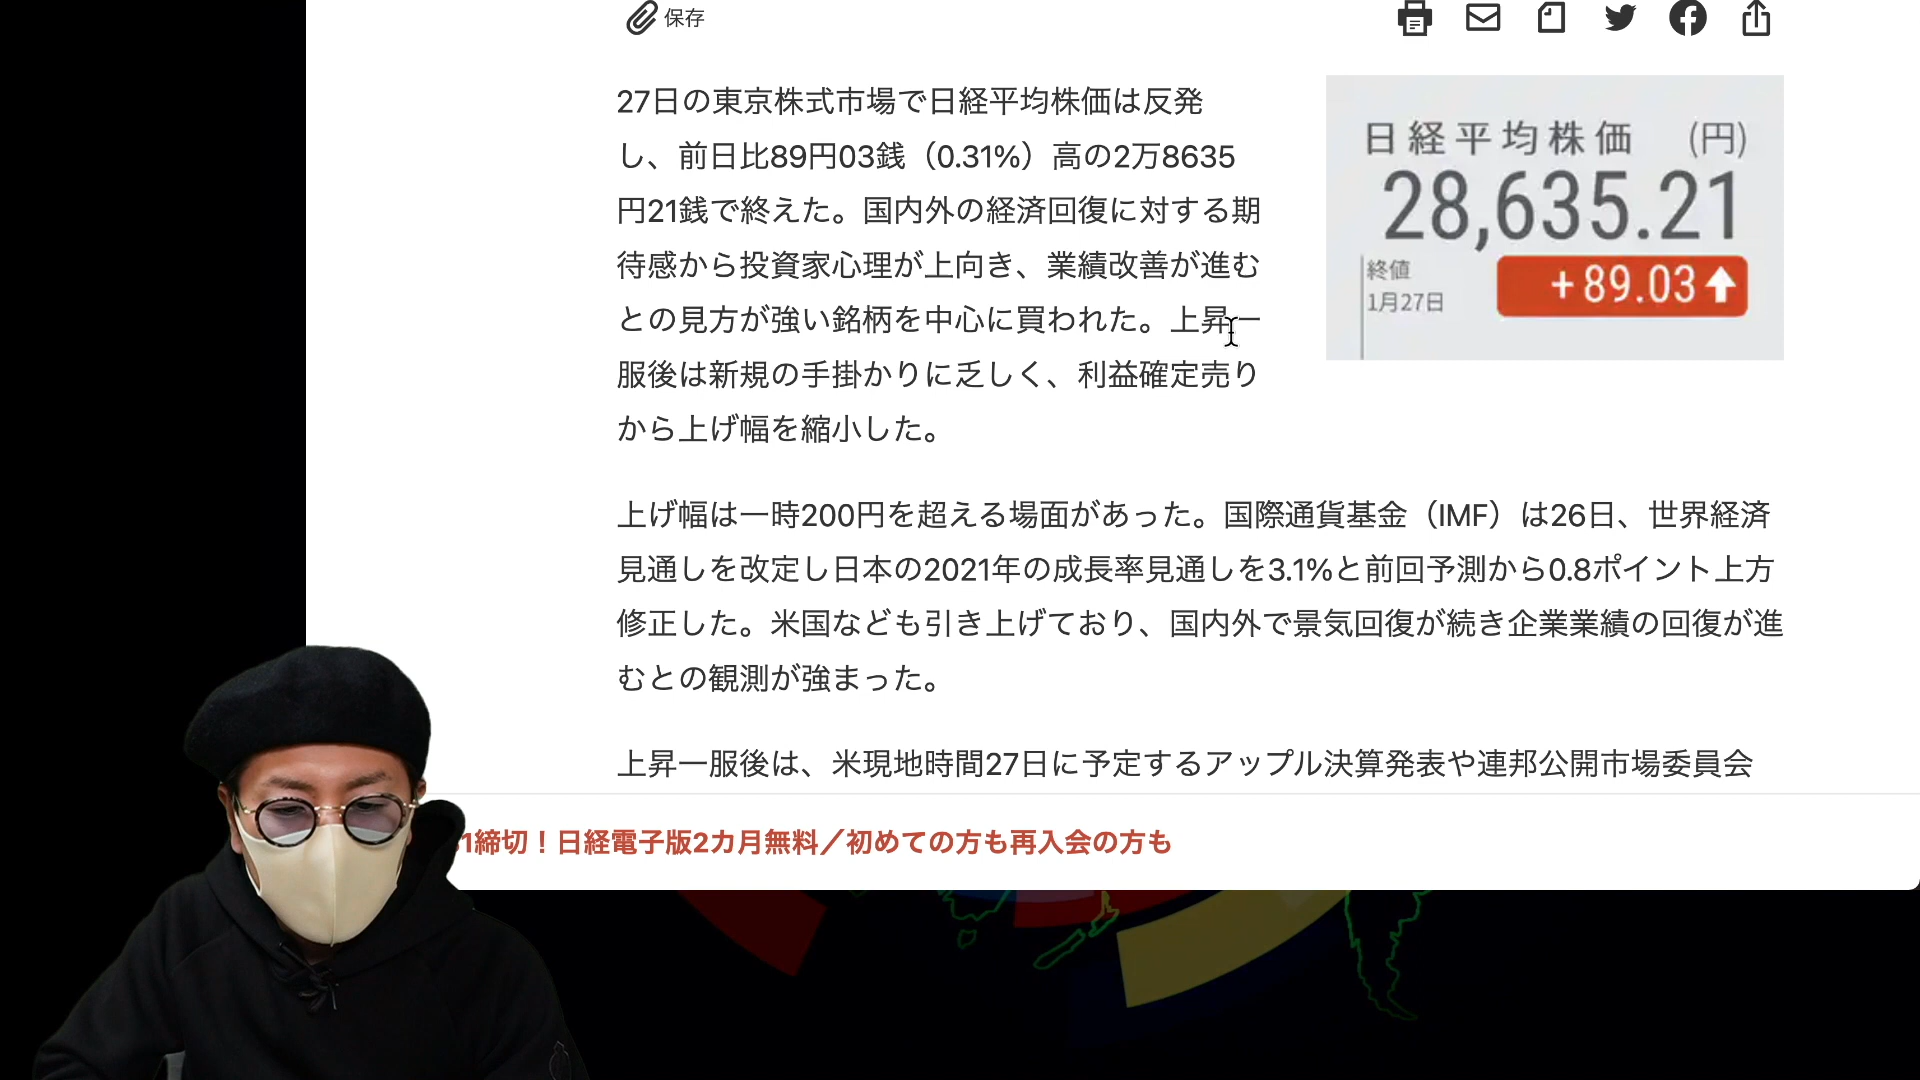 保存
27日の東京株式市場で日経平均株価は反発
し、前日比89円03銭（0.31%）高の2万8635
円21銭で終えた。国内外の経済回復に対する期
待感から投資家心理が上向き、業績改善が進む
との見方が強い銘柄を中心に買われた。上昇一
服後は新規の手掛かりに乏しく、利益確定売り
から上げ幅を縮小した。
日経平均株価 (円)
28,635.21
終値
1月27日
+89.03
上げ幅は一時200円を超える場面があった。国際通貨基金（IMF）は26日、世界経済
見通しを改定し日本の2021年の成長率見通しを3.1%と前回予測から0.8ポイント上方
修正した。米国なども引き上げており、国内外で景気回復が続き企業業績の回復が進
むとの観測が強まった。
上昇一服後は、米現地時間27日に予定するアップル決算発表や連邦公開市場委員会
1締切！日経電子版2カ月無料／初めての方も再入会の方も